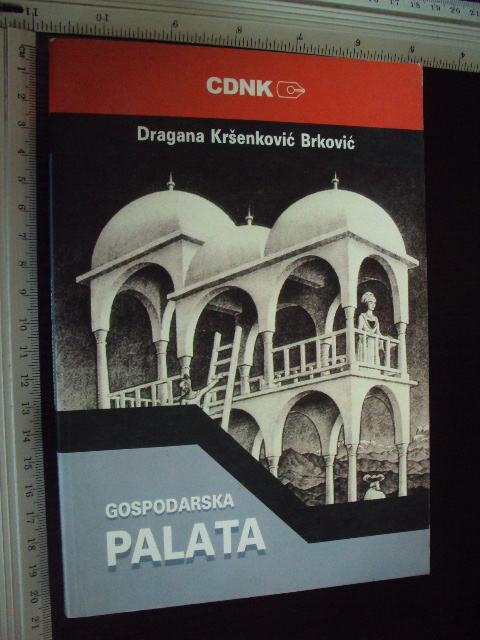 CDNK
Dragana Kršenković Brković
GOSPODARSKA
PALATA